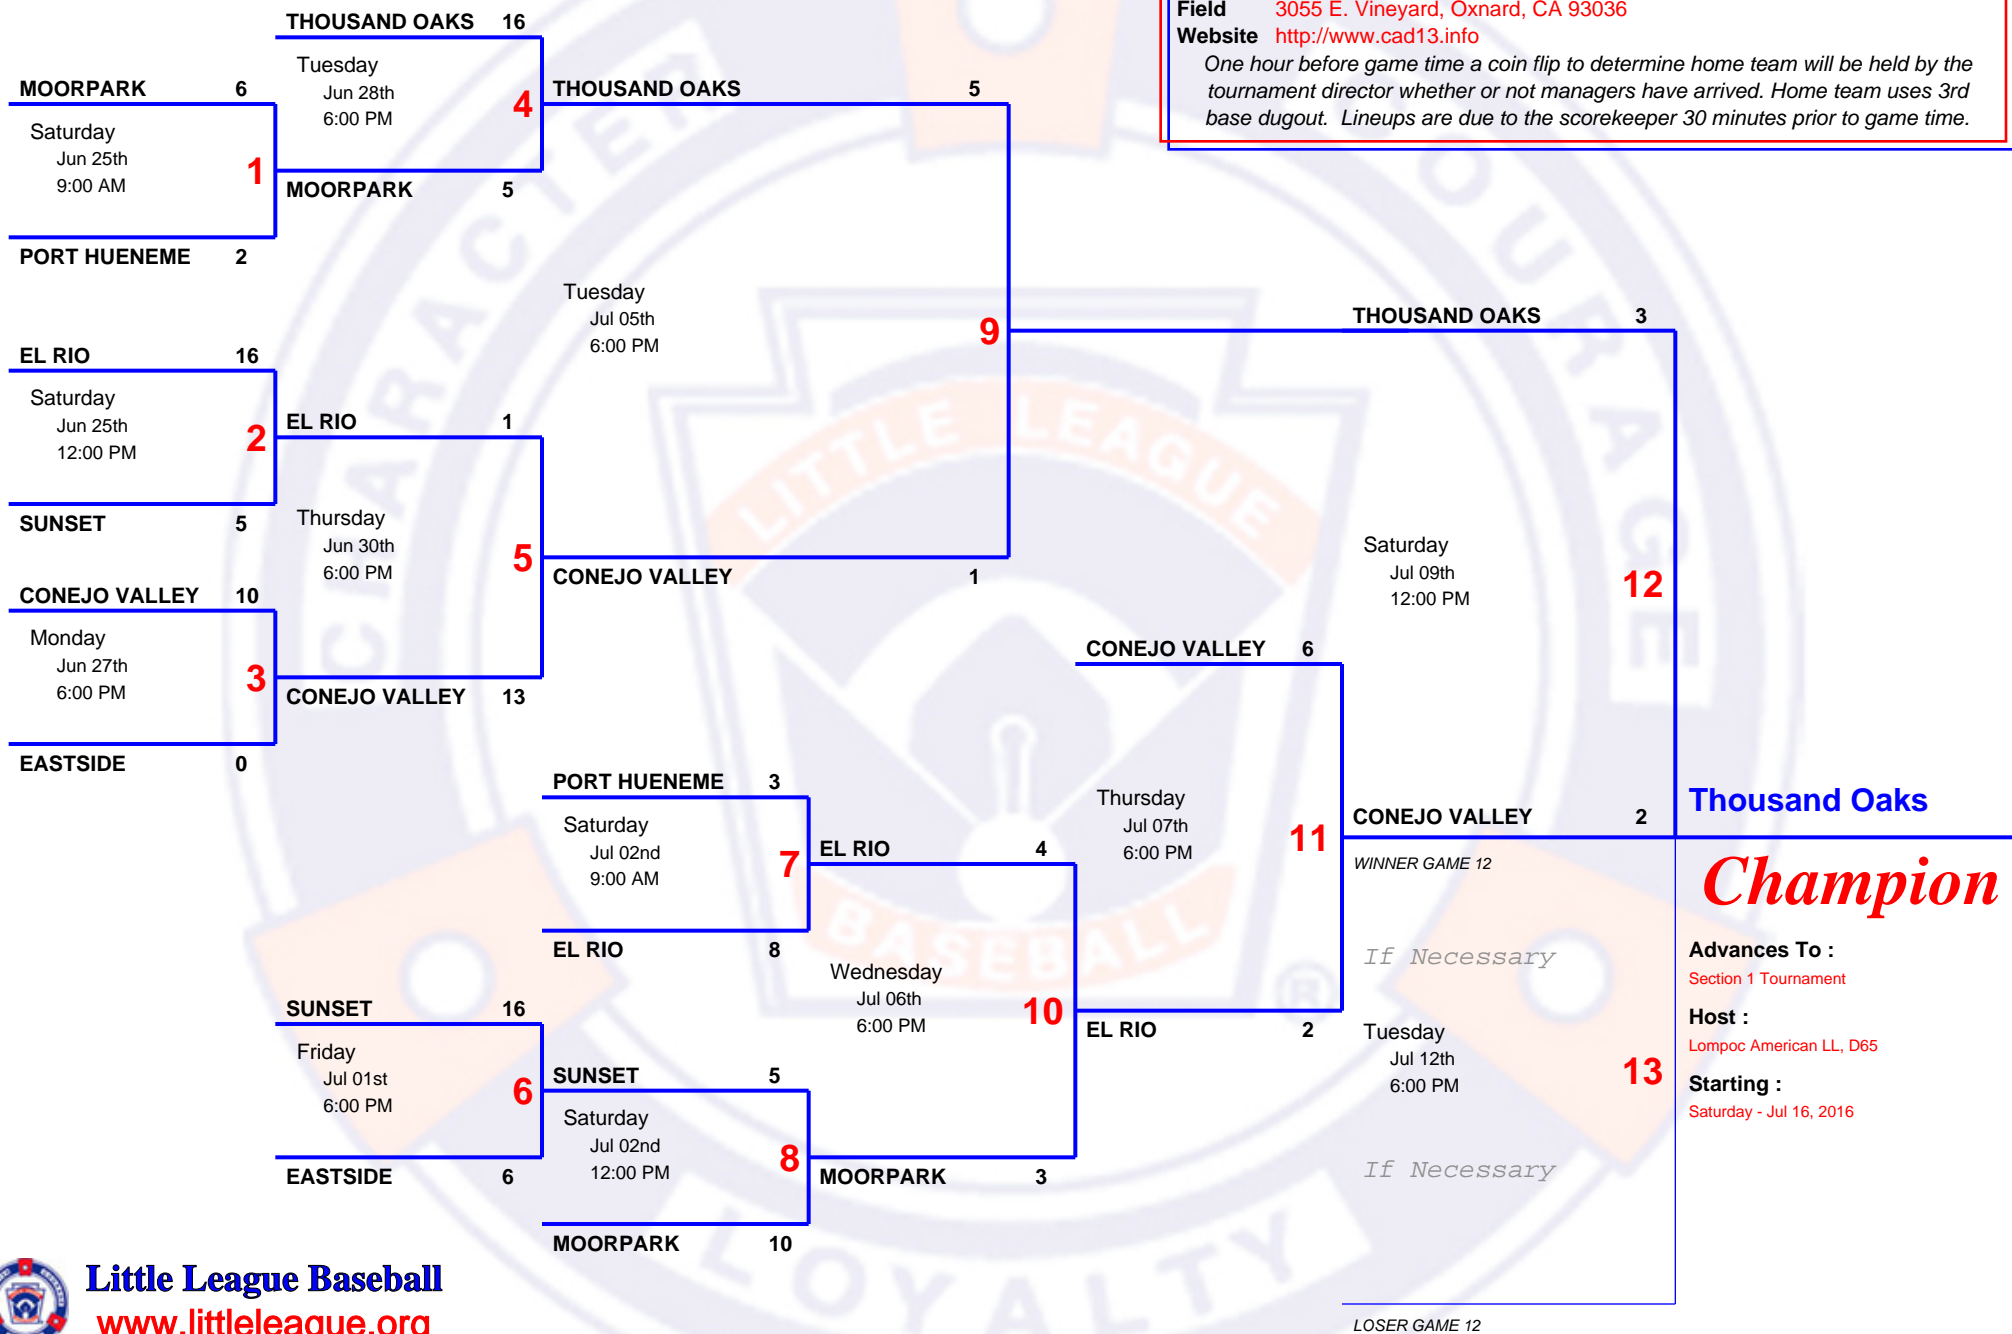 THOUSAND OAKS 16
Tuesday
Jun 28th
6:00 PM
4
MOORPARK 5
MOORPARK 6
Saturday
Jun 25th
9:00 AM
1
PORT HUENEME 2
EL RIO 16
Saturday
Jun 25th
12:00 PM
2
SUNSET 5
CONEJO VALLEY 10
Monday
Jun 27th
6:00 PM
3
EASTSIDE 0
EL RIO 1
Thursday
Jun 30th
6:00 PM
5
CONEJO VALLEY 13
THOUSAND OAKS 5
Tuesday
Jul 05th
6:00 PM
9
CONEJO VALLEY 1
Field 3055 E. Vineyard, Oxnard, CA 93036
Website http://www.cad13.info
One hour before game time a coin flip to determine home team will be held by the
tournament director whether or not managers have arrived. Home team uses 3rd
base dugout. Lineups are due to the scorekeeper 30 minutes prior to game time.
THOUSAND OAKS 3
Saturday
Jul 09th
12:00 PM
12
CONEJO VALLEY 2
WINNER GAME 12
If Necessary
Tuesday
Jul 12th
6:00 PM
13
If Necessary
LOSER GAME 12
CONEJO VALLEY 6
Thursday
Jul 07th
6:00 PM
11
EL RIO 2
PORT HUENEME 3
Saturday
Jul 02nd
9:00 AM
7
EL RIO 8
EL RIO 4
Wednesday
Jul 06th
6:00 PM
10
MOORPARK 3
SUNSET 16
Friday
Jul 01st
6:00 PM
6
EASTSIDE 6
SUNSET 5
Saturday
Jul 02nd
12:00 PM
8
MOORPARK 10
Thousand Oaks
Champion
Advances To :
Section 1 Tournament
Host :
Lompoc American LL, D65
Starting :
Saturday - Jul 16, 2016
CHARACTER
COURAGE
LOYALTY
LITTLE LEAGUE
BASEBALL
®
Little League Baseball
www.littleleague.org